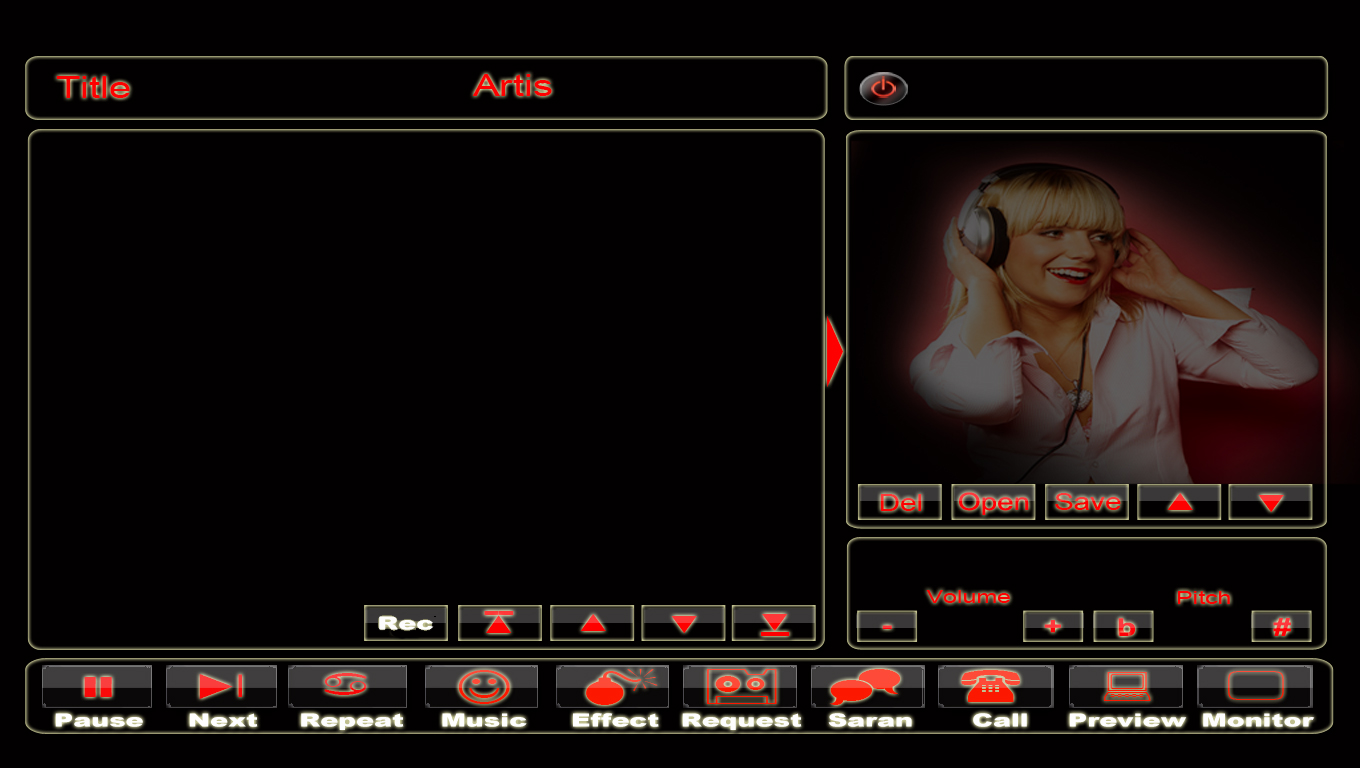 Title Artis
Del Open Save
Volume Pitch
Rec
- + b #
Pause Next Repeat Music Effect Request Saran Call Preview Monitor